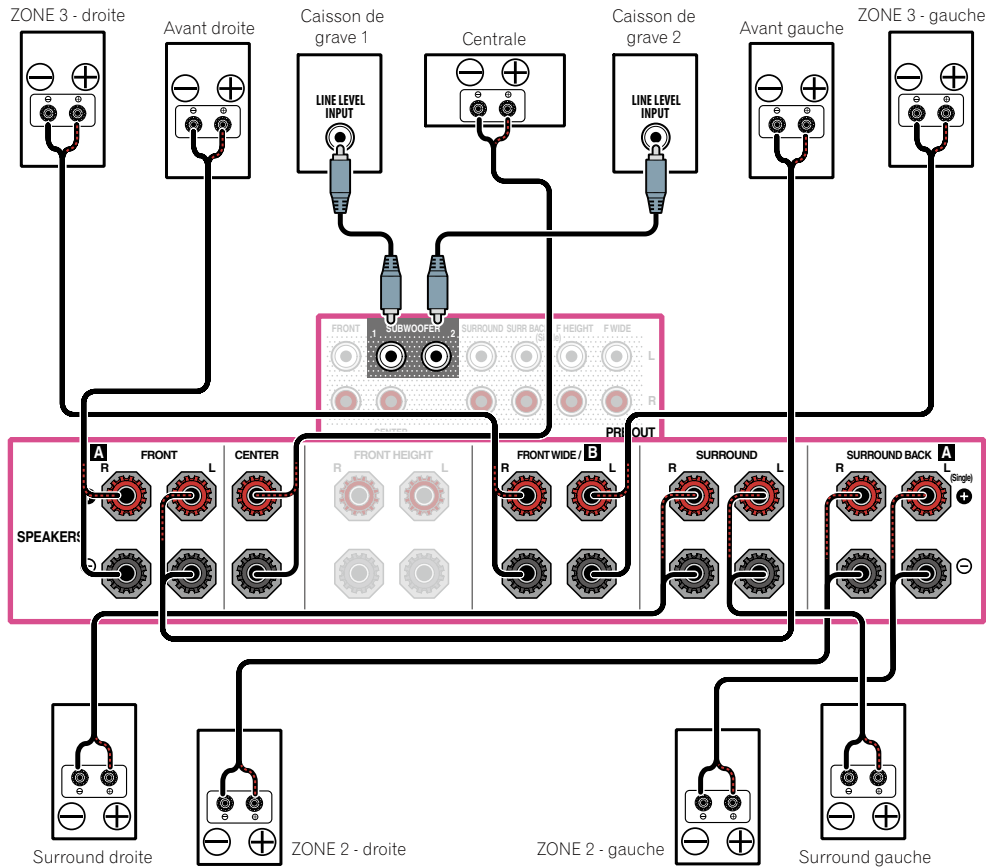 ZONE 3 - droite
Avant droite
Caisson de
grave 1
Centrale
Caisson de
grave 2
Avant gauche
ZONE 3 - gauche
LINE LEVEL
INPUT
LINE LEVEL
INPUT
FRONT
SUBWOOFER
1
2
SURROUND
SURR BACK
(Single)
F HEIGHT
F WIDE
L
R
CENTER
PRE OUT
A
FRONT
R
L
CENTER
FRONT HEIGHT
R
L
FRONT WIDE / B
R
L
SURROUND
R
L
SURROUND BACK A
R
L
(Single)
SPEAKERS
Surround droite
ZONE 2 - droite
ZONE 2 - gauche
Surround gauche